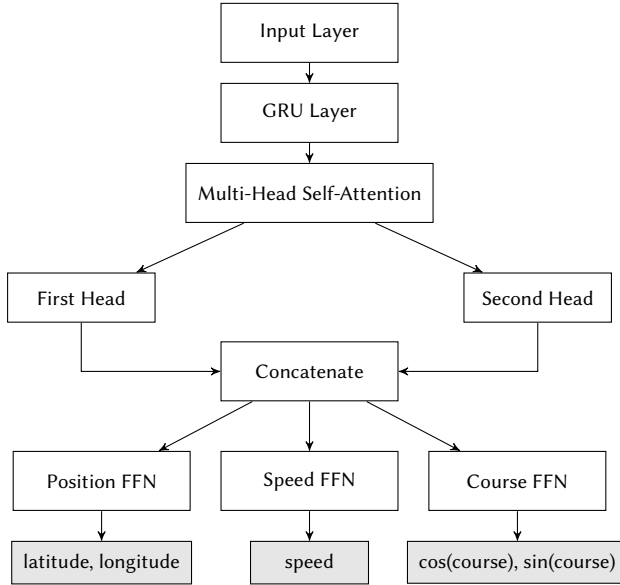 Input Layer
GRU Layer
Multi-Head Self-Attention
First Head
Second Head
Concatenate
Position FFN
Speed FFN
Course FFN
latitude, longitude
speed
cos(course), sin(course)